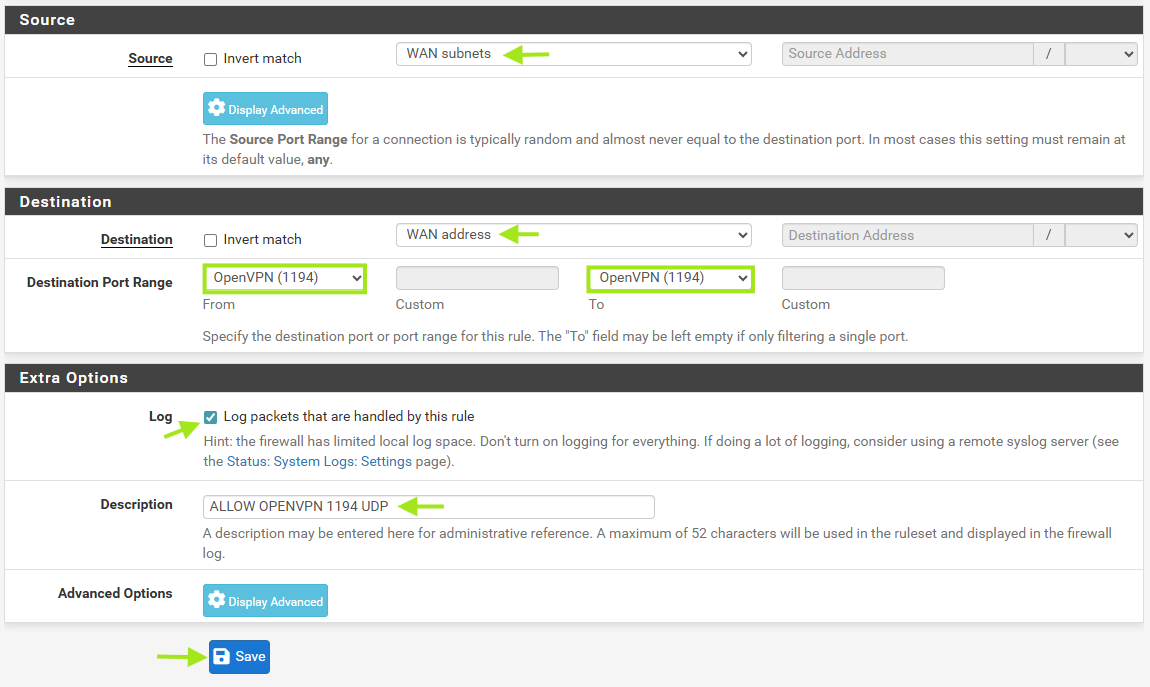 Source
Source Invert match WAN subnets Source Address /
Display Advanced
The Source Port Range for a connection is typically random and almost never equal to the destination port. In most cases this setting must remain at
its default value, any.
Destination
Destination Invert match WAN address Destination Address /
Destination Port Range OpenVPN (1194) OpenVPN (1194)
From Custom To Custom
Specify the destination port or port range for this rule. The "To" field may be left empty if only filtering a single port.
Extra Options
Log Log packets that are handled by this rule
Hint: the firewall has limited local log space. Don't turn on logging for everything. If doing a lot of logging, consider using a remote syslog server (see
the Status: System Logs: Settings page).
Description ALLOW OPENVPN 1194 UDP
A description may be entered here for administrative reference. A maximum of 52 characters will be used in the ruleset and displayed in the firewall
log.
Advanced Options Display Advanced
Save